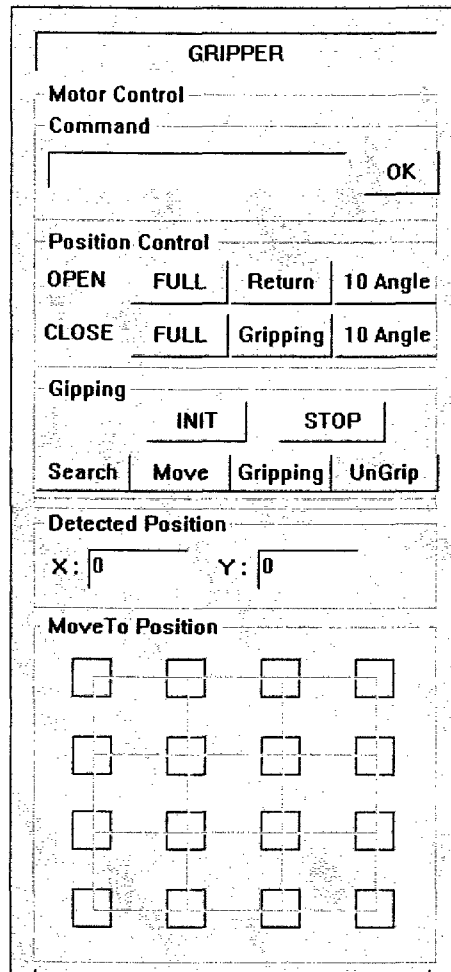 GRIPPER
Motor Control
Command
OK
Position Control
OPEN FULL Return 10 Angle
CLOSE FULL Gripping 10 Angle
Gipping
INIT STOP
Search Move Gripping UnGrip
Detected Position
X: 0 Y: 0
MoveTo Position